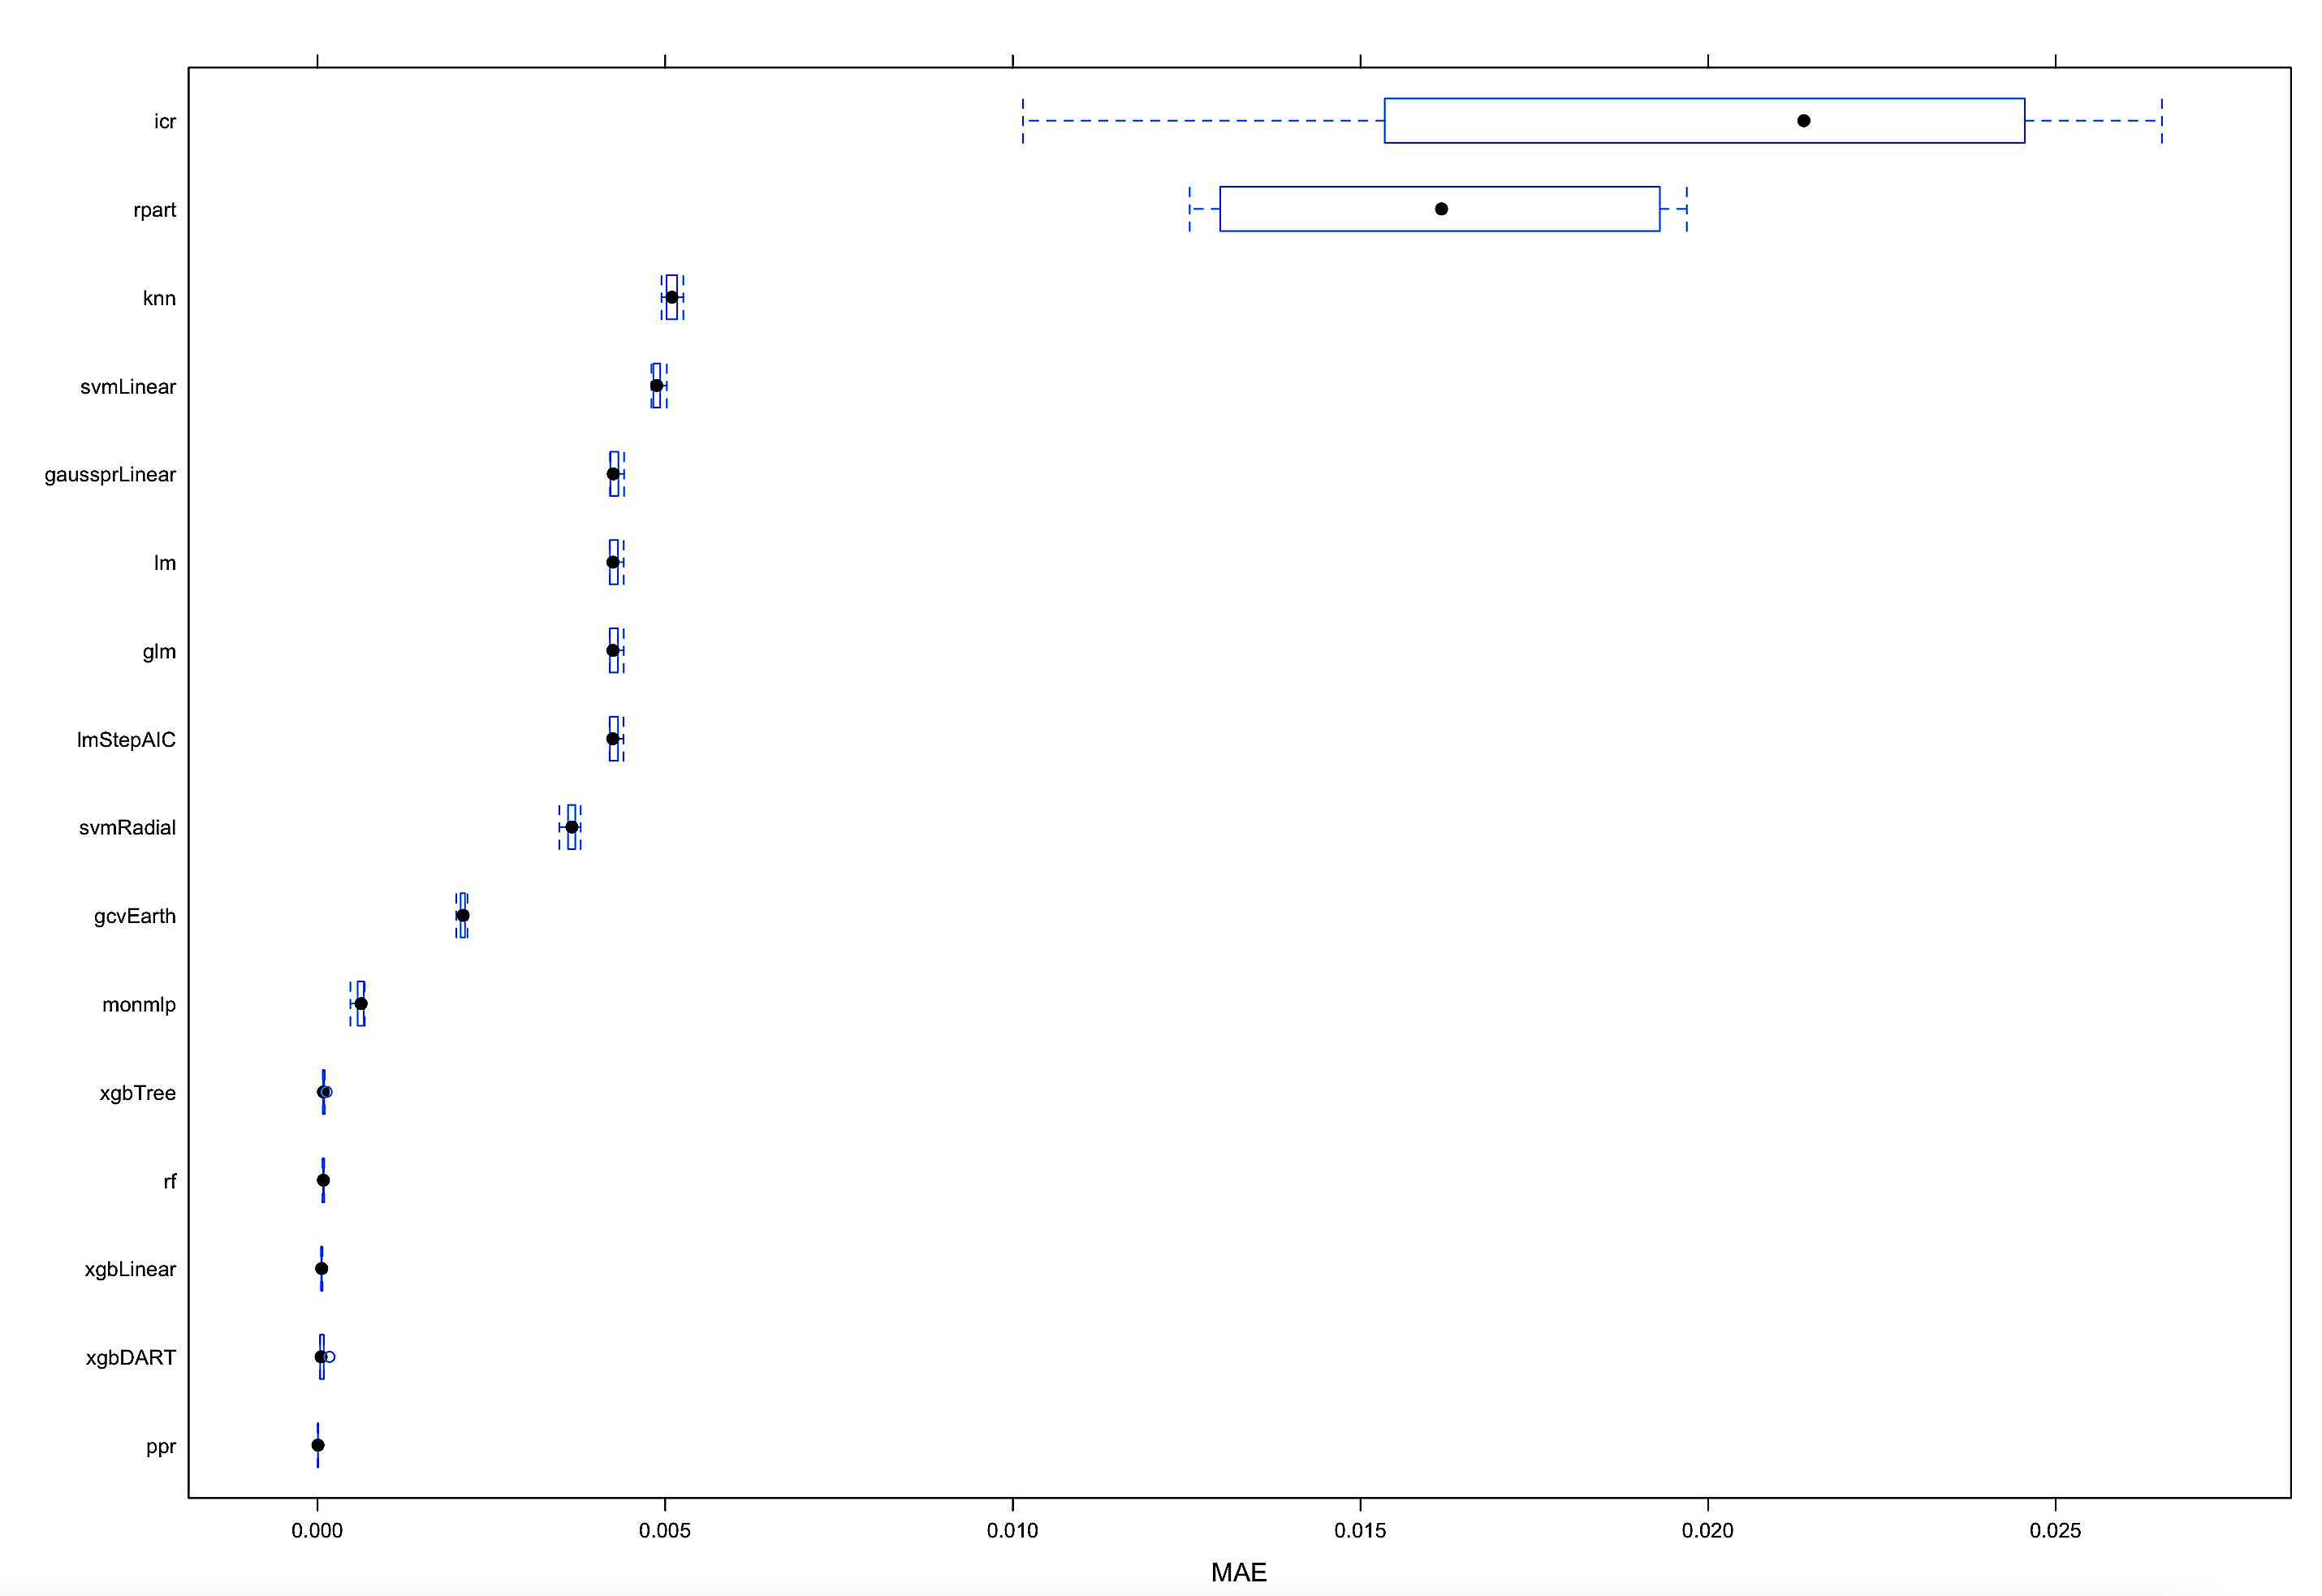 icr
rpart
knn
svmLinear
gaussprLinear
lm
glm
lmStepAIC
svmRadial
gcvEarth
monmlp
xgbTree
rf
xgbLinear
xgbDART
ppr
0.000 0.005 0.010 0.015 0.020 0.025
MAE